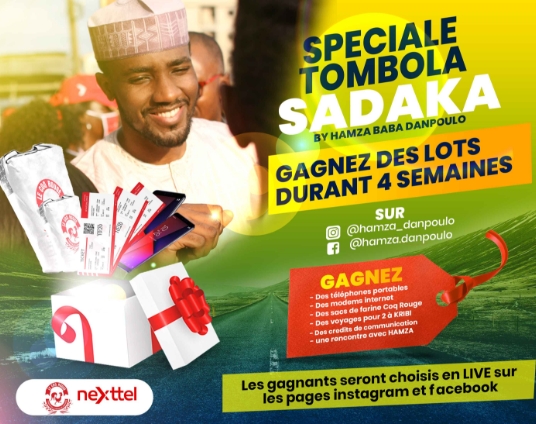 SPECIALE
TOMBOLA
SADAKA
BY HAMZA BABA DANPOULO
GAGNEZ DES LOTS
DURANT 4 SEMAINES
SUR
@hamza_danpoulo
@hamza.danpoulo
GAGNEZ
- Des téléphones portables
- Des modems internet
- Des sacs de farine Coq Rouge
- Des voyages pour 2 à KRIBI
- Des credits de communication
- une rencontre avec HAMZA
nexttel
Les gagnants seront choisis en LIVE sur
les pages instagram et facebook